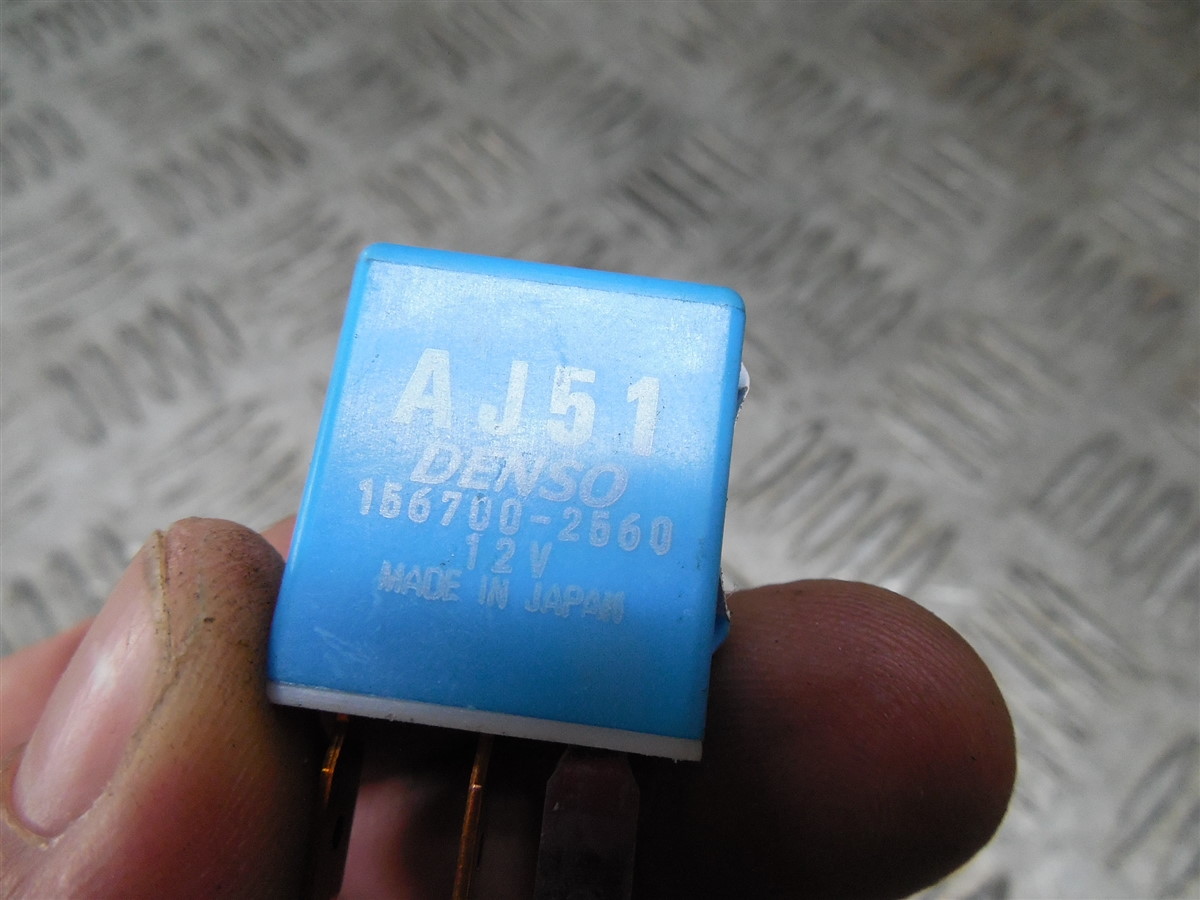 AJ51
DENSO
156700-2560
12V
MADE IN JAPAN